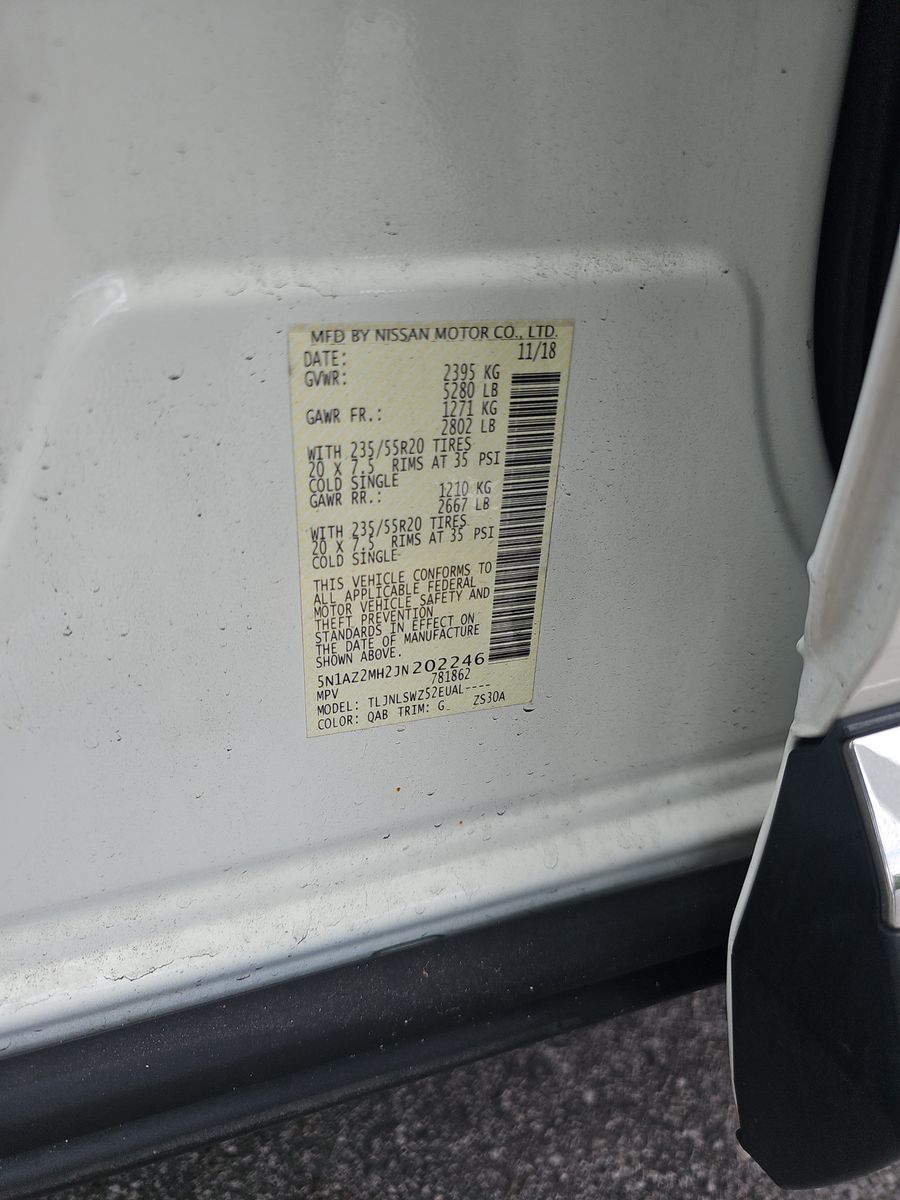 MFD BY NISSAN MOTOR CO., LTD.
DATE: 11/18
GVWR: 2395 KG
5280 LB
GAWR FR.: 1271 KG
2802 LB
WITH 235/55R20 TIRES
20 X 7.5 RIMS AT 35 PSI
COLD SINGLE
GAWR RR.: 1210 KG
2667 LB
WITH 235/55R20 TIRES
20 X 7.5 RIMS AT 35 PSI
COLD SINGLE
THIS VEHICLE CONFORMS TO
ALL APPLICABLE FEDERAL
MOTOR VEHICLE SAFETY AND
THEFT PREVENTION
STANDARDS IN EFFECT ON
THE DATE OF MANUFACTURE
SHOWN ABOVE.
5N1AZ2MH2JN202246
MPV 781862
MODEL: TLJNLSWZ52EUAL----
COLOR: QAB TRIM: G. ZS30A